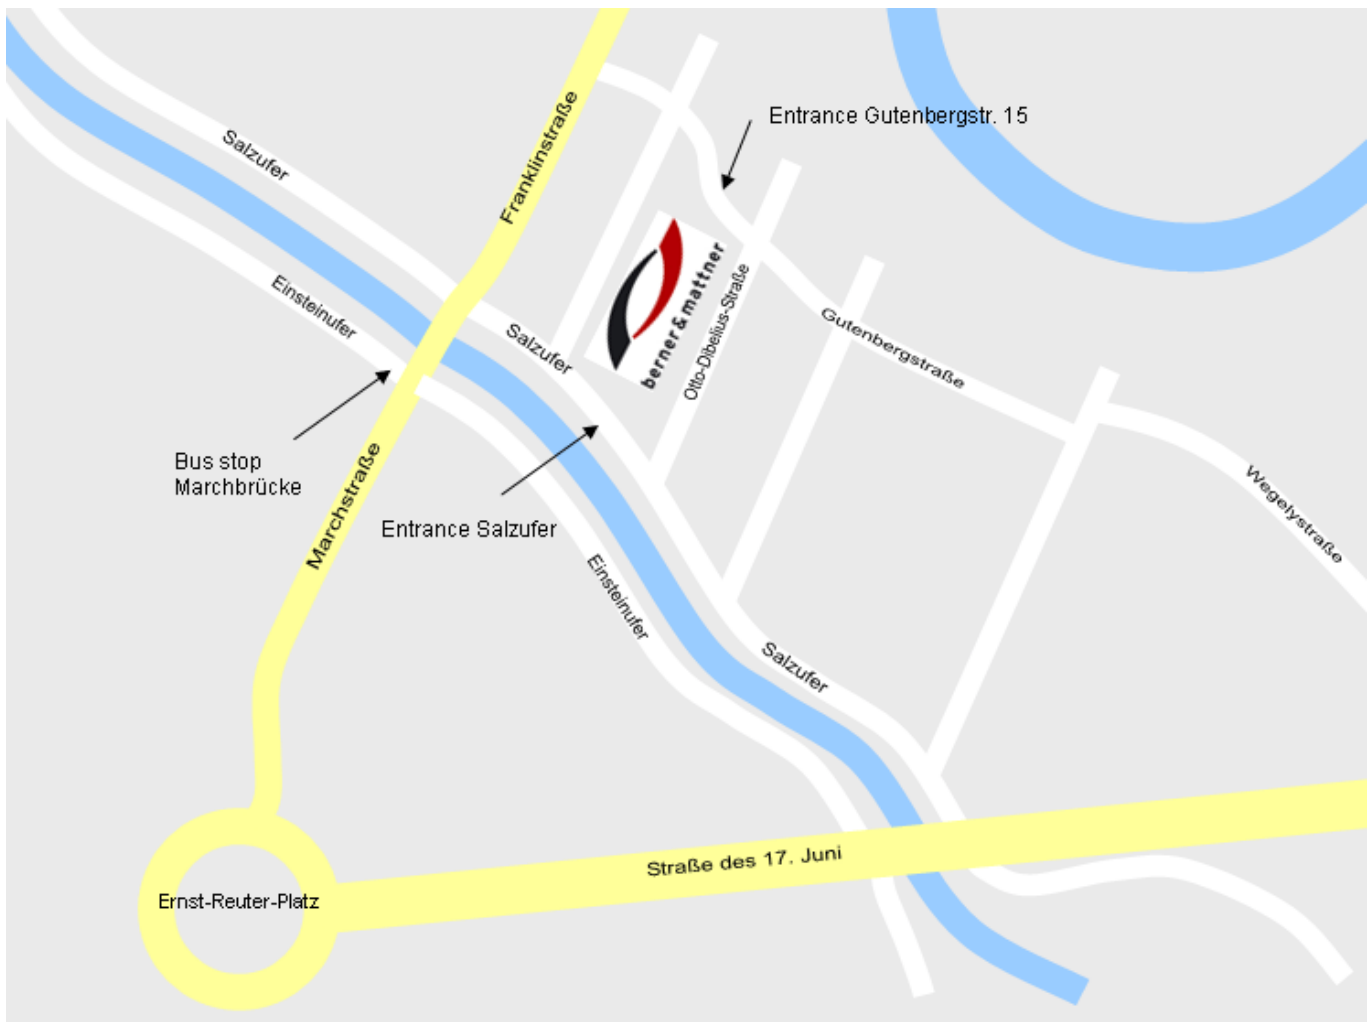 Entrance Gutenbergstr. 15
Franklinstraße
Salzufer
berner & mattner
Otto-Dibelius-Straße
Einsteinufer
Salzufer
Gutenbergstraße
Bus stop
Marchbrücke
Marchstraße
Entrance Salzufer
Wegelystraße
Einsteinufer
Salzufer
Straße des 17. Juni
Ernst-Reuter-Platz